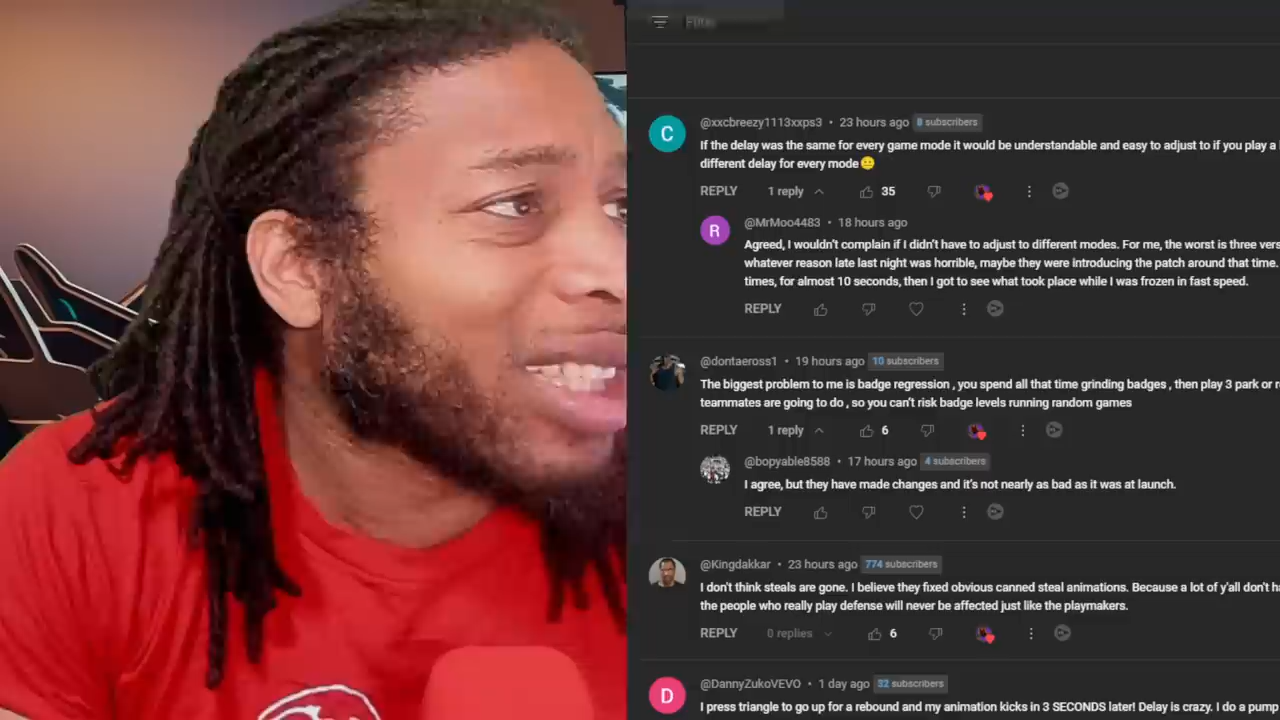 Filter
@xxcbreezy1113xxps3 • 23 hours ago 8 subscribers
If the delay was the same for every game mode it would be understandable and easy to adjust to if you play a
different delay for every mode😐
REPLY 1 reply 35
R @MrMoo4483 • 18 hours ago
Agreed, I wouldn't complain if I didn't have to adjust to different modes. For me, the worst is three
whatever reason late last night was horrible, maybe they were introducing the patch around that time.
times, for almost 10 seconds, then I got to see what took place while I was frozen in fast speed.
REPLY
@dontaeross1 • 19 hours ago 10 subscribers
The biggest problem to me is badge regression , you spend all that time grinding badges , then play 3 park or
teammates are going to do , so you can't risk badge levels running random games
REPLY 1 reply 6
@bopyable8588 • 17 hours ago 4 subscribers
I agree, but they have made changes and it's not nearly as bad as it was at launch.
REPLY
@Kingdakkar • 23 hours ago 774 subscribers
I don't think steals are gone. I believe they fixed obvious canned steal animations. Because a lot of y'all don't
the people who really play defense will never be affected just like the playmakers.
REPLY 0 replies 6
D @DannyZukoVEVO • 1 day ago 32 subscribers
I press triangle to go up for a rebound and my animation kicks in 3 SECONDS later! Delay is crazy. I do a pump
C